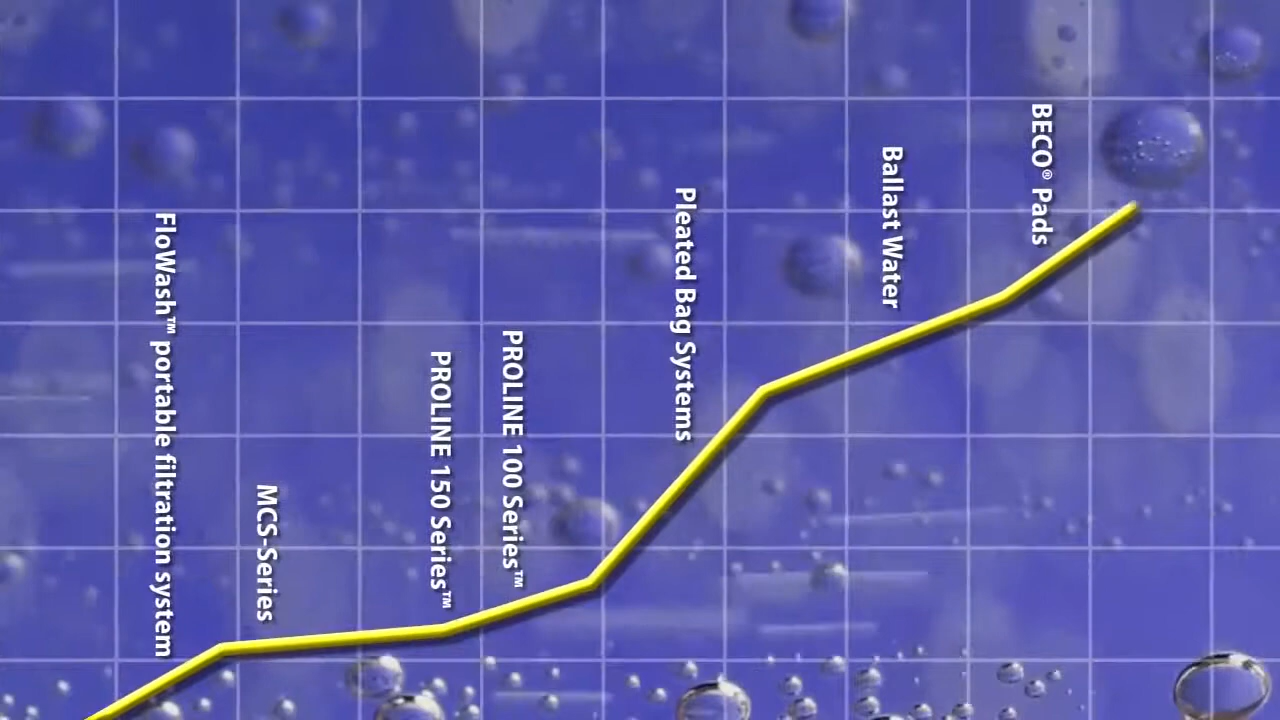 FloWash™ portable filtration system
MCS-Series
PROLINE 150 Series™
PROLINE 100 Series™
Pleated Bag Systems
Ballast Water
BECO® Pads